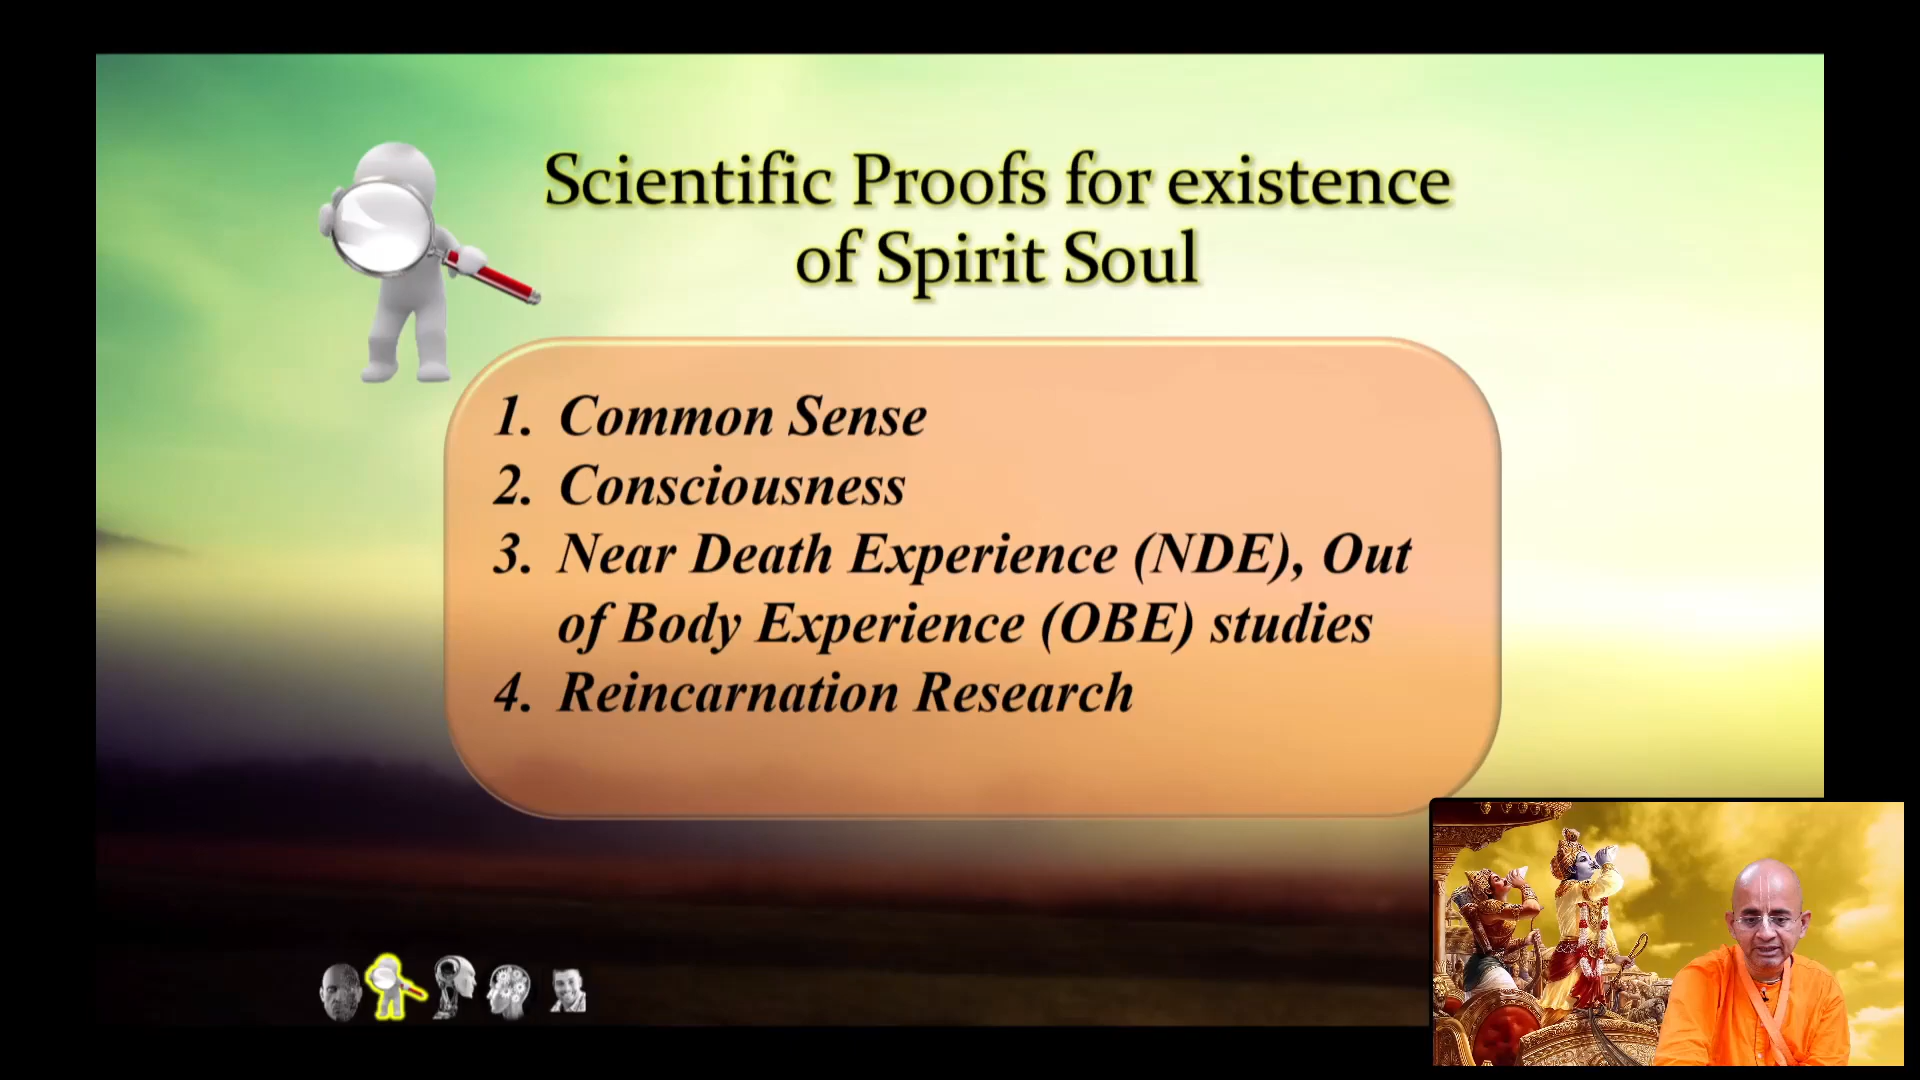 Scientific Proofs for existence
of Spirit Soul
1. Common Sense
2. Consciousness
3. Near Death Experience (NDE), Out
of Body Experience (OBE) studies
4. Reincarnation Research